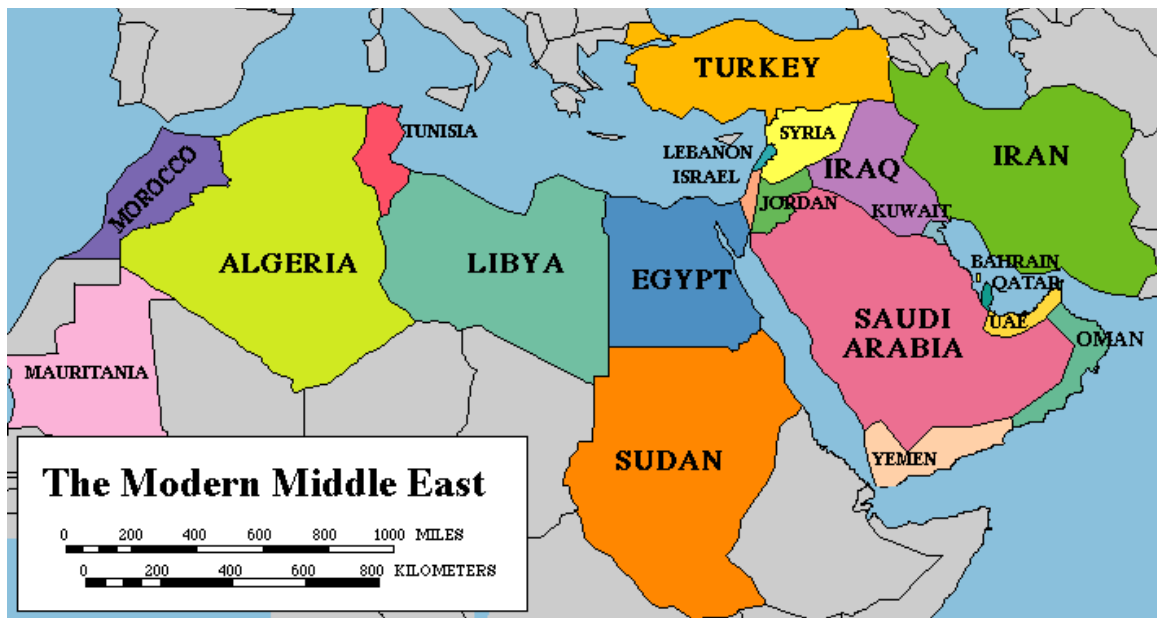 TURKEY
TUNISIA
SYRIA
LEBANON
ISRAEL
IRAQ
IRAN
MOROCCO
JORDAN
KUWAIT
ALGERIA
LIBYA
EGYPT
BAHRAIN
QATAR
SAUDI
ARABIA
UAE
OMAN
MAURITANIA
SUDAN
YEMEN
The Modern Middle East
0 200 400 600 800 1000 MILES
0 200 400 600 800 KILOMETERS